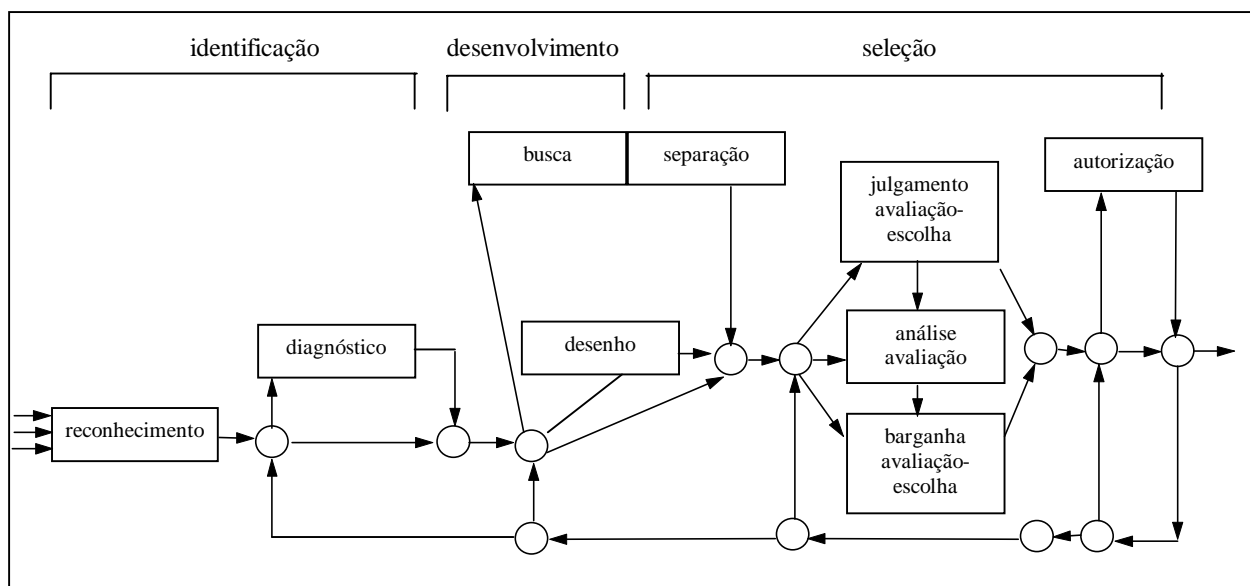 identificação
desenvolvimento
seleção
busca
separação
autorização
julgamento
avaliação-
escolha
diagnóstico
desenho
análise
avaliação
reconhecimento
barganha
avaliação-
escolha